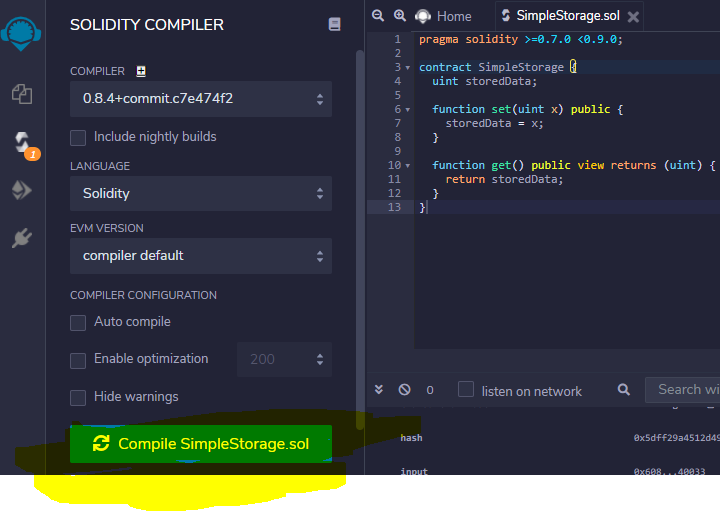 SOLIDITY COMPILER
COMPILER
0.8.4+commit.c7e474f2
Include nightly builds
LANGUAGE
Solidity
EVM VERSION
compiler default
COMPILER CONFIGURATION
Auto compile
Enable optimization 200
Hide warnings
Compile SimpleStorage.sol
1
Home SimpleStorage.sol
1 pragma solidity >=0.7.0 <0.9.0;
2
3 contract SimpleStorage {
4 uint storedData;
5
6 function set(uint x) public {
7 storedData = x;
8 }
9
10 function get() public view returns (uint) {
11 return storedData;
12 }
13 }
0 listen on network Search wi
hash 0x5dff29a4512d49
input 0x608...40033